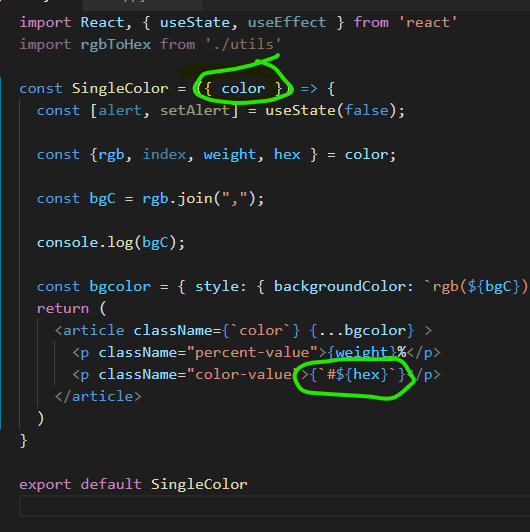 import React, { useState, useEffect } from 'react'
import rgbToHex from './utils'
const SingleColor = ({ color }) => {
const [alert, setAlert] = useState(false);
const {rgb, index, weight, hex } = color;
const bgC = rgb.join(",");
console.log(bgC);
const bgcolor = { style: { backgroundColor: `rgb(${bgC})
return (
<article className={`color`} {...bgcolor} >
<p className="percent-value">{weight}%</p>
<p className="color-value">{`#${hex}`}</p>
</article>
)
}
export default SingleColor